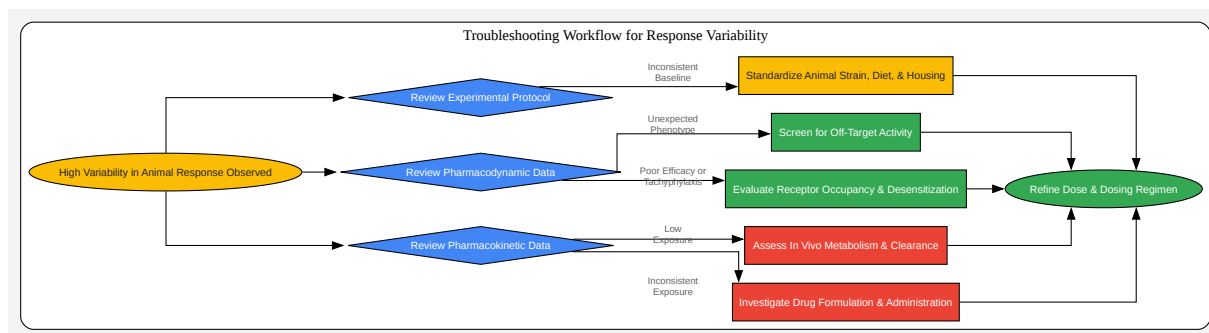 Troubleshooting Workflow for Response Variability
High Variability in Animal Response Observed
Review Experimental Protocol
Review Pharmacodynamic Data
Review Pharmacokinetic Data
Inconsistent
Baseline
Unexpected
Phenotype
Poor Efficacy or
Tachyphylaxis
Low
Exposure
Inconsistent
Exposure
Standardize Animal Strain, Diet, & Housing
Screen for Off-Target Activity
Evaluate Receptor Occupancy & Desensitization
Assess In Vivo Metabolism & Clearance
Investigate Drug Formulation & Administration
Refine Dose & Dosing Regimen